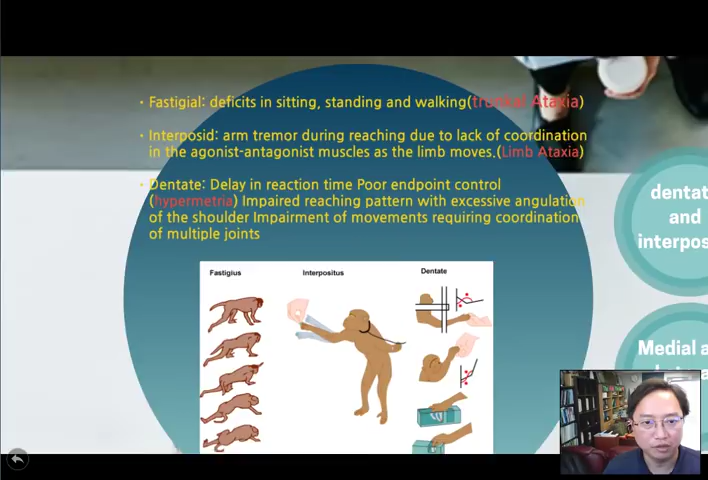 · Fastigial: deficits in sitting, standing and walking(trunkal Ataxia)
· Interposid: arm tremor during reaching due to lack of coordination
in the agonist-antagonist muscles as the limb moves.(Limb Ataxia)
· Dentate: Delay in reaction time Poor endpoint control
(hypermetria) Impaired reaching pattern with excessive angulation
of the shoulder Impairment of movements requiring coordination
of multiple joints
dentat
and
interpos
Fastigius
Interpositus
Dentate
Medial a